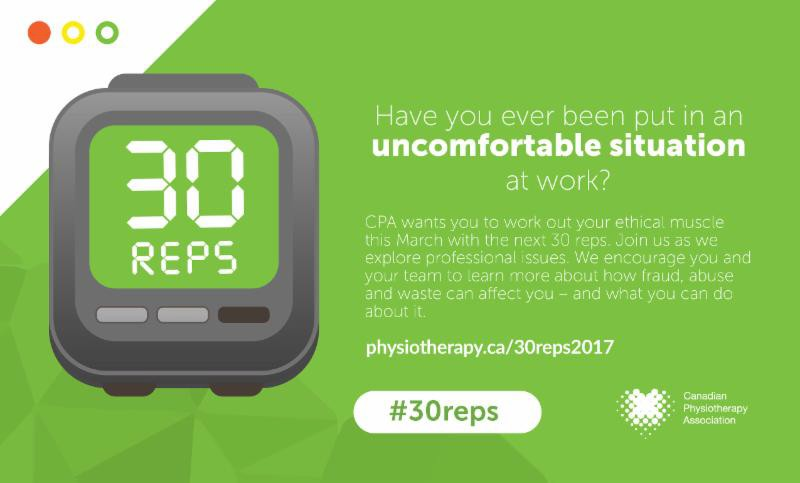 30
REPS
Have you ever been put in an
uncomfortable situation
at work?
CPA wants you to work out your ethical muscle
this March with the next 30 reps. Join us as we
explore professional issues. We encourage you and
your team to learn more about how fraud, abuse
and waste can affect you – and what you can do
about it.
physiotherapy.ca/30reps2017
#30reps
Canadian
Physiotherapy
Association